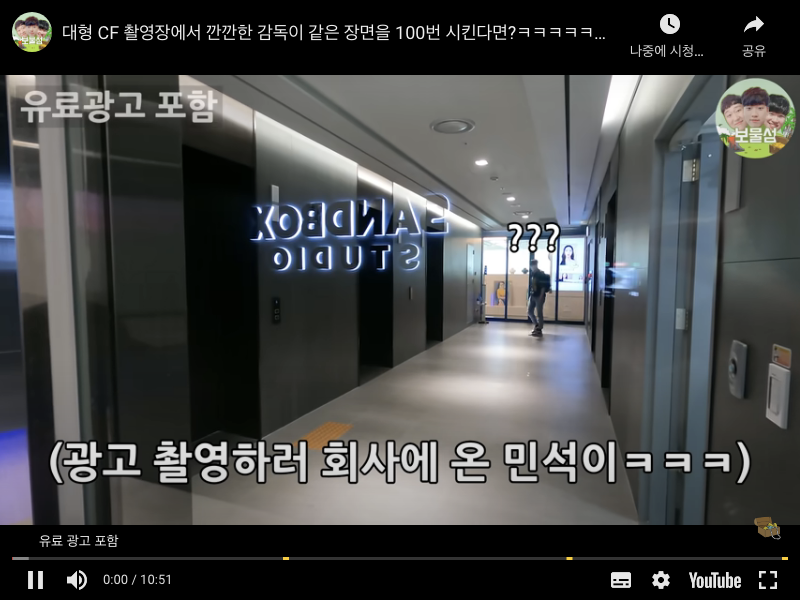 대형 CF 촬영장에서 깐깐한 감독이 같은 장면을 100번 시킨다면?ㅋㅋㅋㅋㅋ...
나중에 시청...
공유
유료광고 포함
보물섬
보물섬
SANDBOX
STUDIO
???
(광고 촬영하러 회사에 온 민석이ㅋㅋㅋ)
유료 광고 포함
0:00 / 10:51
YouTube